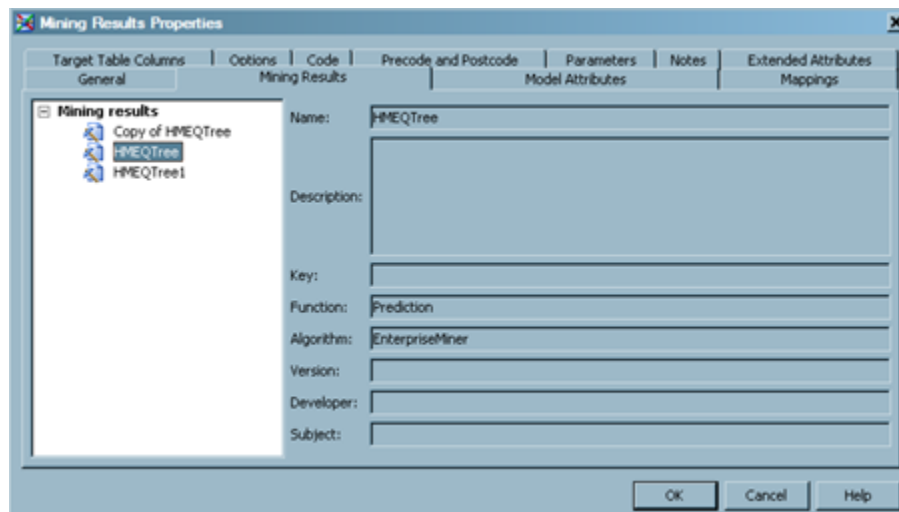 Mining Results Properties
Target Table Columns Options Code Precode and Postcode Parameters Notes Extended Attributes
General Mining Results Model Attributes Mappings
Mining results
Copy of HMEQTree
HMEQTree
HMEQTree1
Name: HMEQTree
Description:
Key:
Function: Prediction
Algorithm: EnterpriseMiner
Version:
Developer:
Subject:
OK Cancel Help